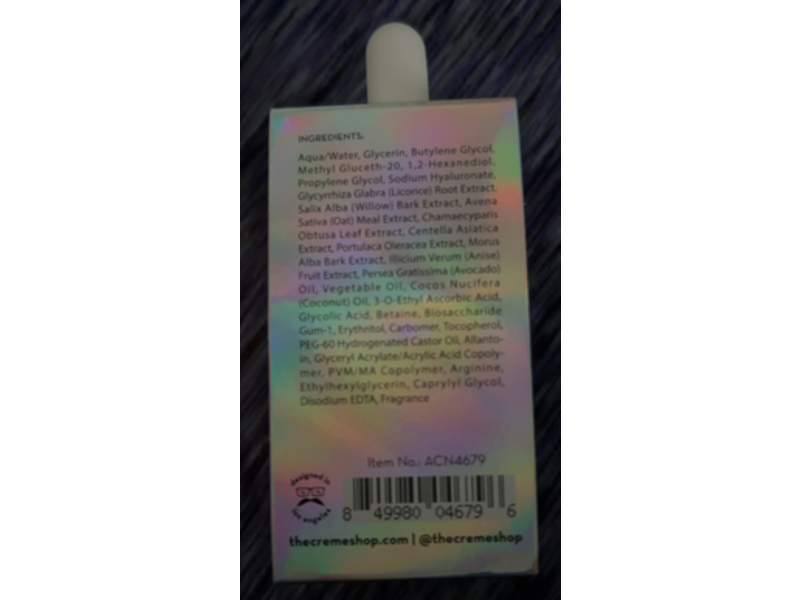 INGREDIENTS:
Aqua/Water, Glycerin, Butylene Glycol,
Methyl Gluceth-20, 1,2-Hexanediol,
Propylene Glycol, Sodium Hyaluronate,
Glycyrrhiza Glabra (Licorice) Root Extract,
Salix Alba (Willow) Bark Extract, Avena
Sativa (Oat) Meal Extract, Chamaecyparis
Obtusa Leaf Extract, Centella Asiatica
Extract, Portulaca Oleracea Extract, Morus
Alba Bark Extract, Illicium Verum (Anise)
Fruit Extract, Persea Gratissima (Avocado)
Oil, Vegetable Oil, Cocos Nucifera
(Coconut) Oil, 3-O-Ethyl Ascorbic Acid,
Glycolic Acid, Betaine, Biosaccharide
Gum-1, Erythritol, Carbomer, Tocopherol,
PEG-60 Hydrogenated Castor Oil, Allanto-
in, Glyceryl Acrylate/Acrylic Acid Copoly-
mer, PVM/MA Copolymer, Arginine,
Ethylhexylglycerin, Caprylyl Glycol,
Disodium EDTA, Fragrance
Item No.: ACN4679
designed in
los angeles
8 49980 04679 6
thecremeshop.com | @thecremeshop